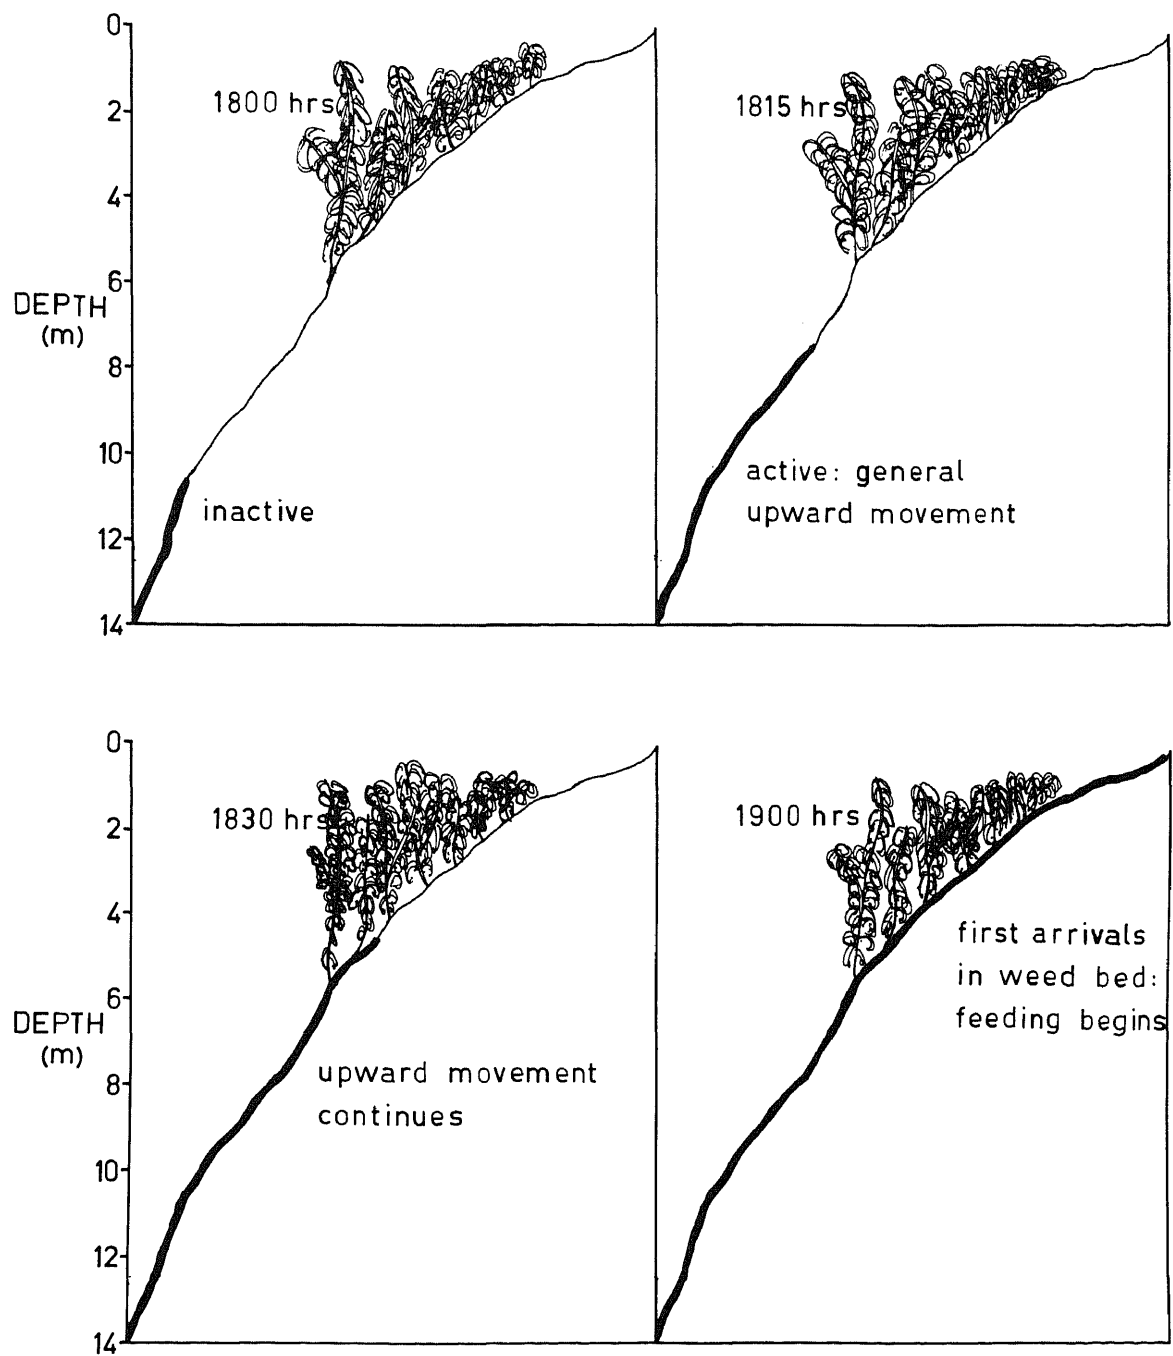 0
2
4
6
8
10
12
14
DEPTH
(m)
1800 hrs
inactive
1815 hrs
active: general
upward movement
0
2
4
6
8
10
12
14
DEPTH
(m)
1830 hrs
upward movement
continues
1900 hrs
first arrivals
in weed bed:
feeding begins